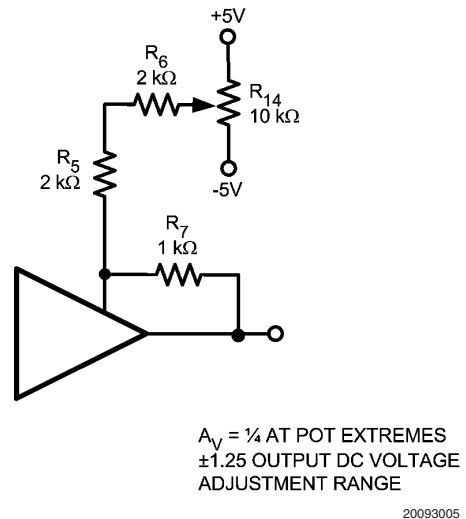 +5V
R6
2 kΩ
R14
10 kΩ
R5
2 kΩ
-5V
R7
1 kΩ
AV = ¼ AT POT EXTREMES
±1.25 OUTPUT DC VOLTAGE
ADJUSTMENT RANGE
20093005